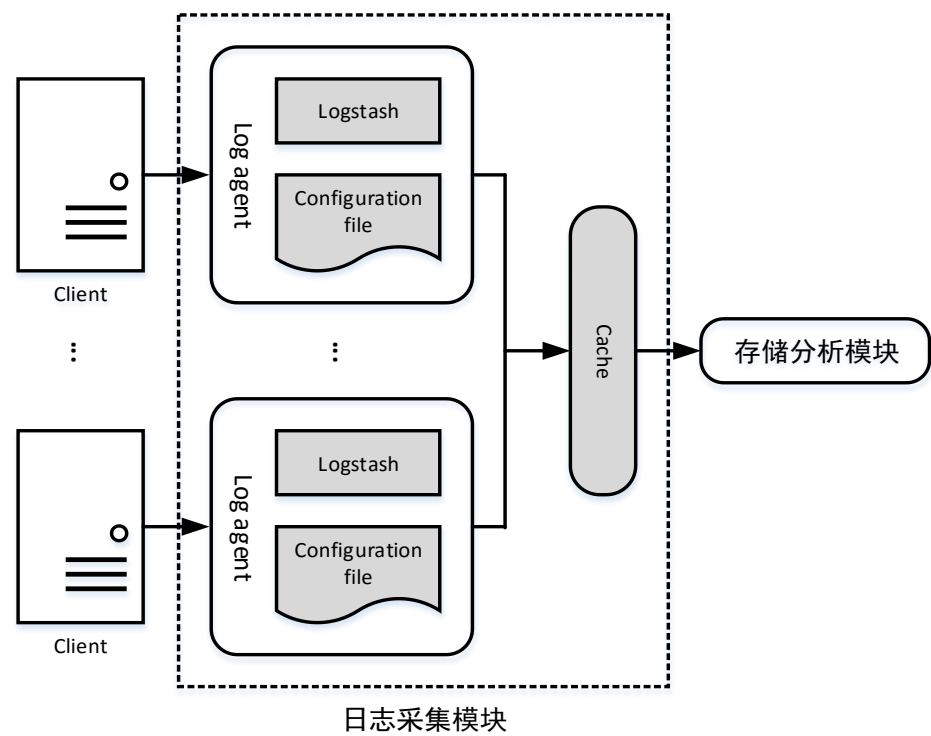 Log agent
Logstash
Configuration
file
Client
...
...
Log agent
Logstash
Configuration
file
Client
Cache
存储分析模块
日志采集模块